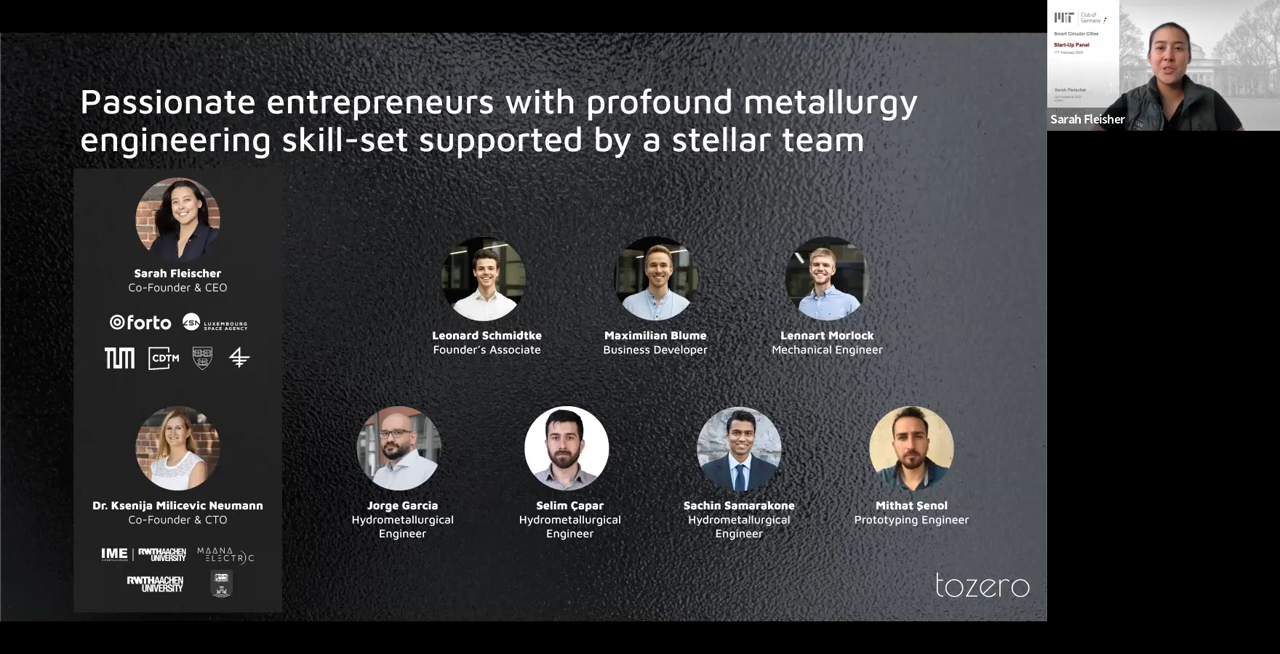 Passionate entrepreneurs with profound metallurgy
engineering skill-set supported by a stellar team
Sarah Fleischer
Co-Founder & CEO
forto
LUXEMBOURG
SPACE AGENCY
TUM
CDTM
Dr. Ksenija Milicevic Neumann
Co-Founder & CTO
IME
RWTHAACHEN
UNIVERSITY
MAANA
ELECTRIC
RWTHAACHEN
UNIVERSITY
Leonard Schmidtke
Founder's Associate
Maximilian Blume
Business Developer
Lennart Morlock
Mechanical Engineer
Jorge Garcia
Hydrometallurgical
Engineer
Selim Çapar
Hydrometallurgical
Engineer
Sachin Samarakone
Hydrometallurgical
Engineer
Mithat Şenol
Prototyping Engineer
tozero
MIT
Club of
Germany
Smart Circular Cities
Start-Up Panel
Sarah Fleischer
Sarah Fleisher